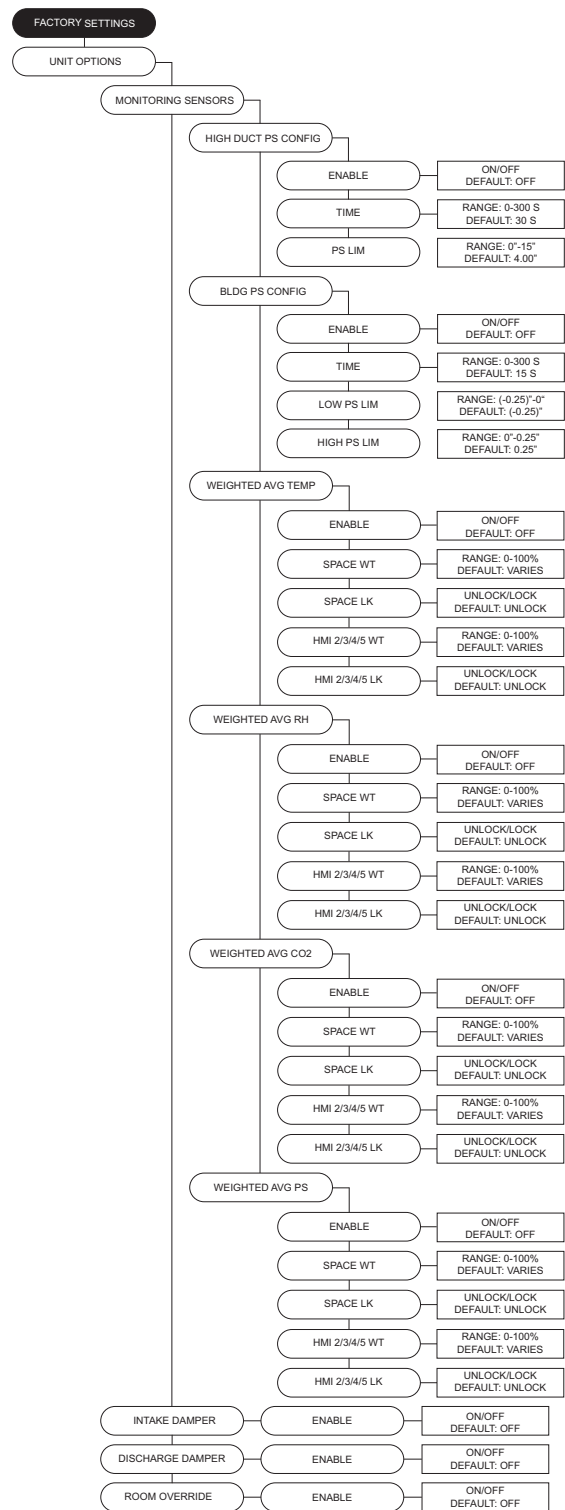 FACTORY SETTINGS
UNIT OPTIONS
MONITORING SENSORS
HIGH DUCT PS CONFIG
ENABLE
ON/OFF
DEFAULT: OFF
TIME
RANGE: 0-300 S
DEFAULT: 30 S
PS LIM
RANGE: 0”-15”
DEFAULT: 4.00”
BLDG PS CONFIG
ENABLE
ON/OFF
DEFAULT: OFF
TIME
RANGE: 0-300 S
DEFAULT: 15 S
LOW PS LIM
RANGE: (-0.25)”-0“
DEFAULT: (-0.25)”
HIGH PS LIM
RANGE: 0”-0.25”
DEFAULT: 0.25”
WEIGHTED AVG TEMP
ENABLE
ON/OFF
DEFAULT: OFF
SPACE WT
RANGE: 0-100%
DEFAULT: VARIES
SPACE LK
UNLOCK/LOCK
DEFAULT: UNLOCK
HMI 2/3/4/5 WT
RANGE: 0-100%
DEFAULT: VARIES
HMI 2/3/4/5 LK
UNLOCK/LOCK
DEFAULT: UNLOCK
WEIGHTED AVG RH
ENABLE
ON/OFF
DEFAULT: OFF
SPACE WT
RANGE: 0-100%
DEFAULT: VARIES
SPACE LK
UNLOCK/LOCK
DEFAULT: UNLOCK
HMI 2/3/4/5 WT
RANGE: 0-100%
DEFAULT: VARIES
HMI 2/3/4/5 LK
UNLOCK/LOCK
DEFAULT: UNLOCK
WEIGHTED AVG CO2
ENABLE
ON/OFF
DEFAULT: OFF
SPACE WT
RANGE: 0-100%
DEFAULT: VARIES
SPACE LK
UNLOCK/LOCK
DEFAULT: UNLOCK
HMI 2/3/4/5 WT
RANGE: 0-100%
DEFAULT: VARIES
HMI 2/3/4/5 LK
UNLOCK/LOCK
DEFAULT: UNLOCK
WEIGHTED AVG PS
ENABLE
ON/OFF
DEFAULT: OFF
SPACE WT
RANGE: 0-100%
DEFAULT: VARIES
SPACE LK
UNLOCK/LOCK
DEFAULT: UNLOCK
HMI 2/3/4/5 WT
RANGE: 0-100%
DEFAULT: VARIES
HMI 2/3/4/5 LK
UNLOCK/LOCK
DEFAULT: UNLOCK
INTAKE DAMPER
ENABLE
ON/OFF
DEFAULT: OFF
DISCHARGE DAMPER
ENABLE
ON/OFF
DEFAULT: OFF
ROOM OVERRIDE
ENABLE
ON/OFF
DEFAULT: OFF